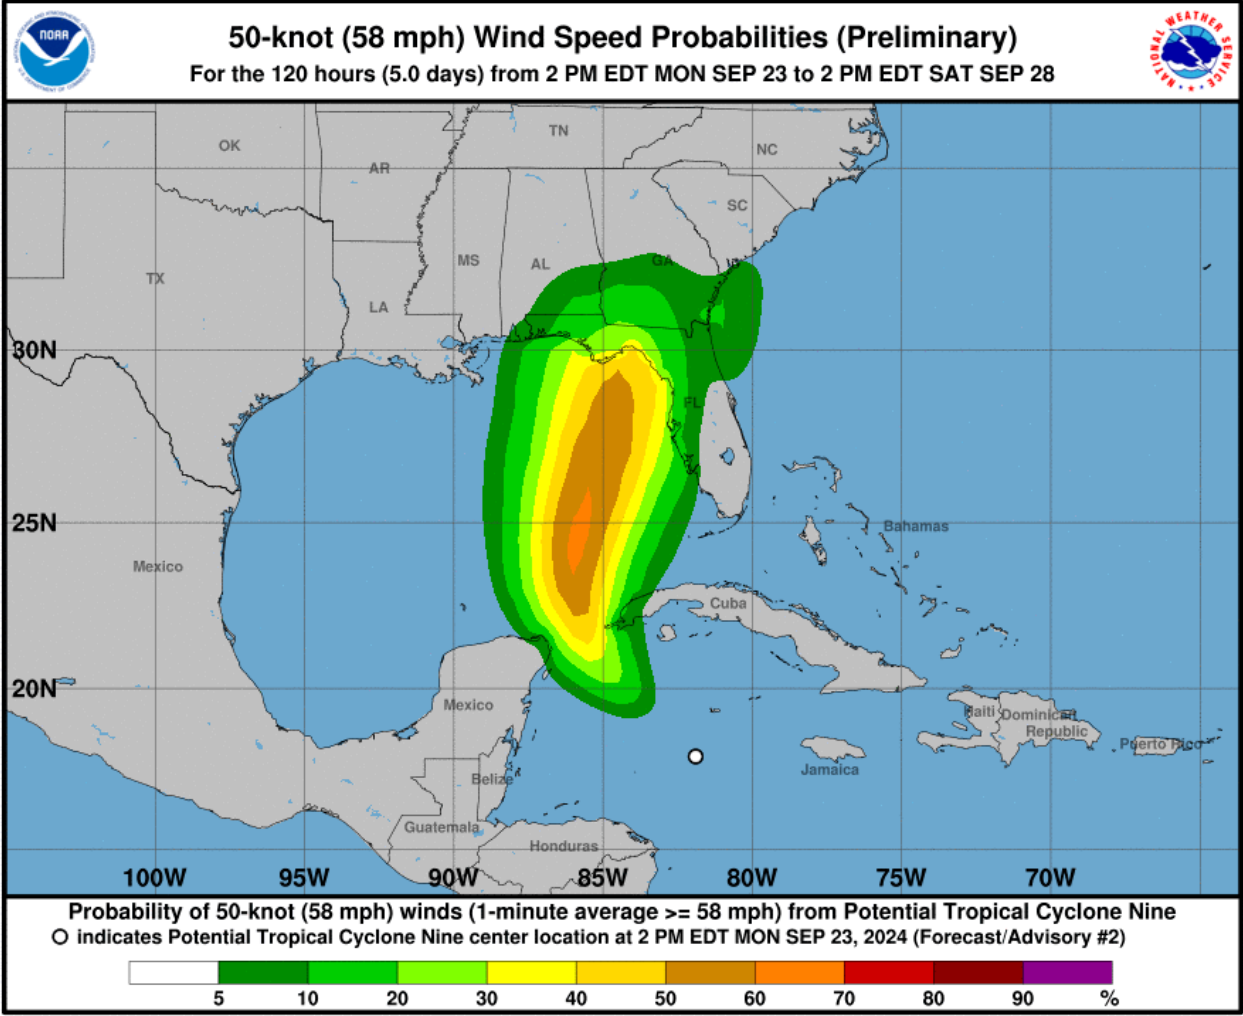 50-knot (58 mph) Wind Speed Probabilities (Preliminary)
For the 120 hours (5.0 days) from 2 PM EDT MON SEP 23 to 2 PM EDT SAT SEP 28
NOAA
NATIONAL WEATHER SERVICE
TN
OK
NC
AR
SC
MS
AL
GA
TX
LA
30N
FL
25N
Bahamas
Mexico
Cuba
20N
Mexico
Haiti
Dominican
Republic
Puerto Rico
Jamaica
Belize
Guatemala
Honduras
100W 95W 90W 85W 80W 75W 70W
Probability of 50-knot (58 mph) winds (1-minute average >= 58 mph) from Potential Tropical Cyclone Nine
indicates Potential Tropical Cyclone Nine center location at 2 PM EDT MON SEP 23, 2024 (Forecast/Advisory #2)
5 10 20 30 40 50 60 70 80 90 %